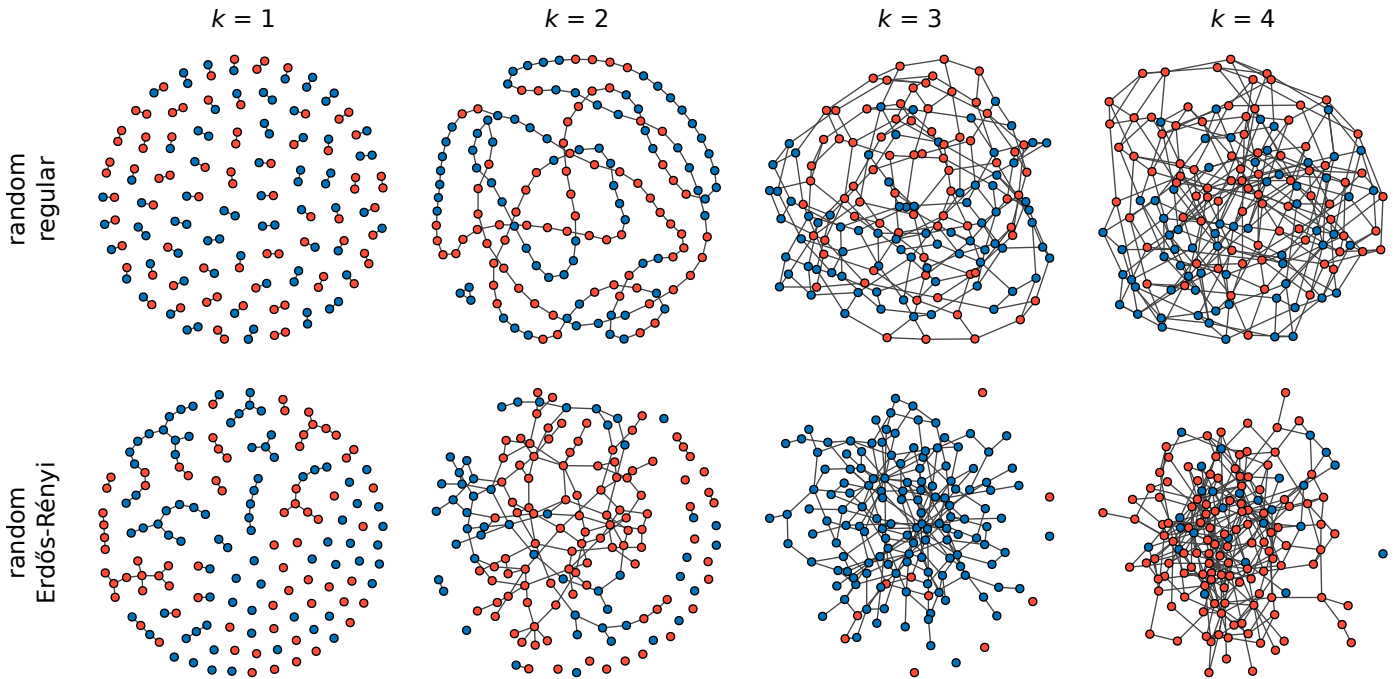 k = 1
k = 2
k = 3
k = 4
random
regular
random
Erdős-Rényi